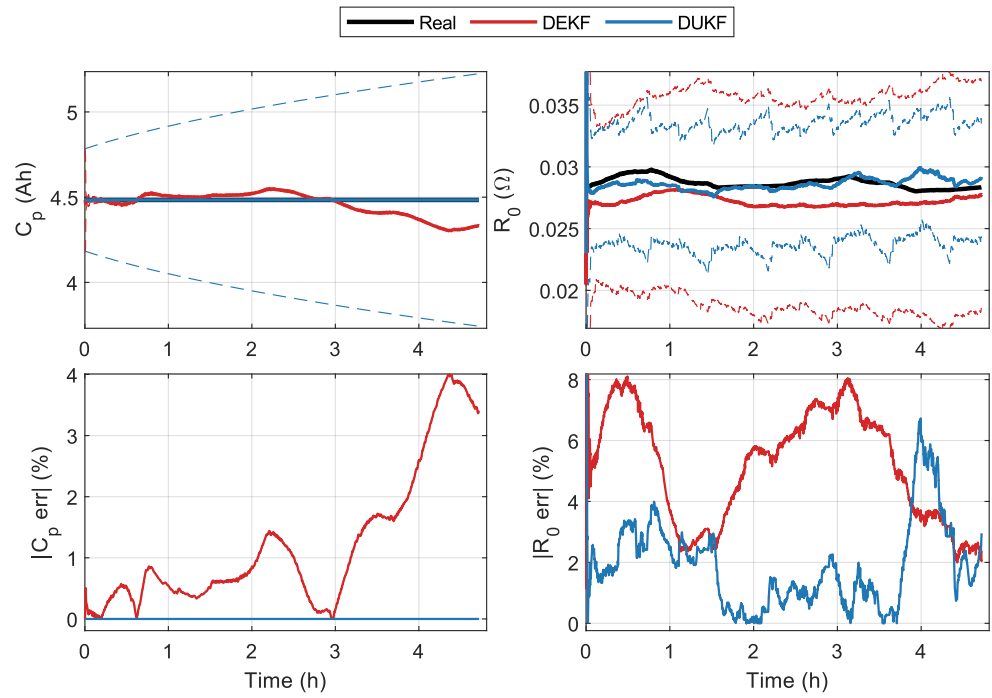 Real DEKF DUKF
C_p (Ah)
5
4.5
4
0 1 2 3 4
R_0 (Ω)
0.035
0.03
0.025
0.02
0 1 2 3 4
|C_p err| (%)
4
3
2
1
0
0 1 2 3 4
Time (h)
|R_0 err| (%)
8
6
4
2
0
0 1 2 3 4
Time (h)